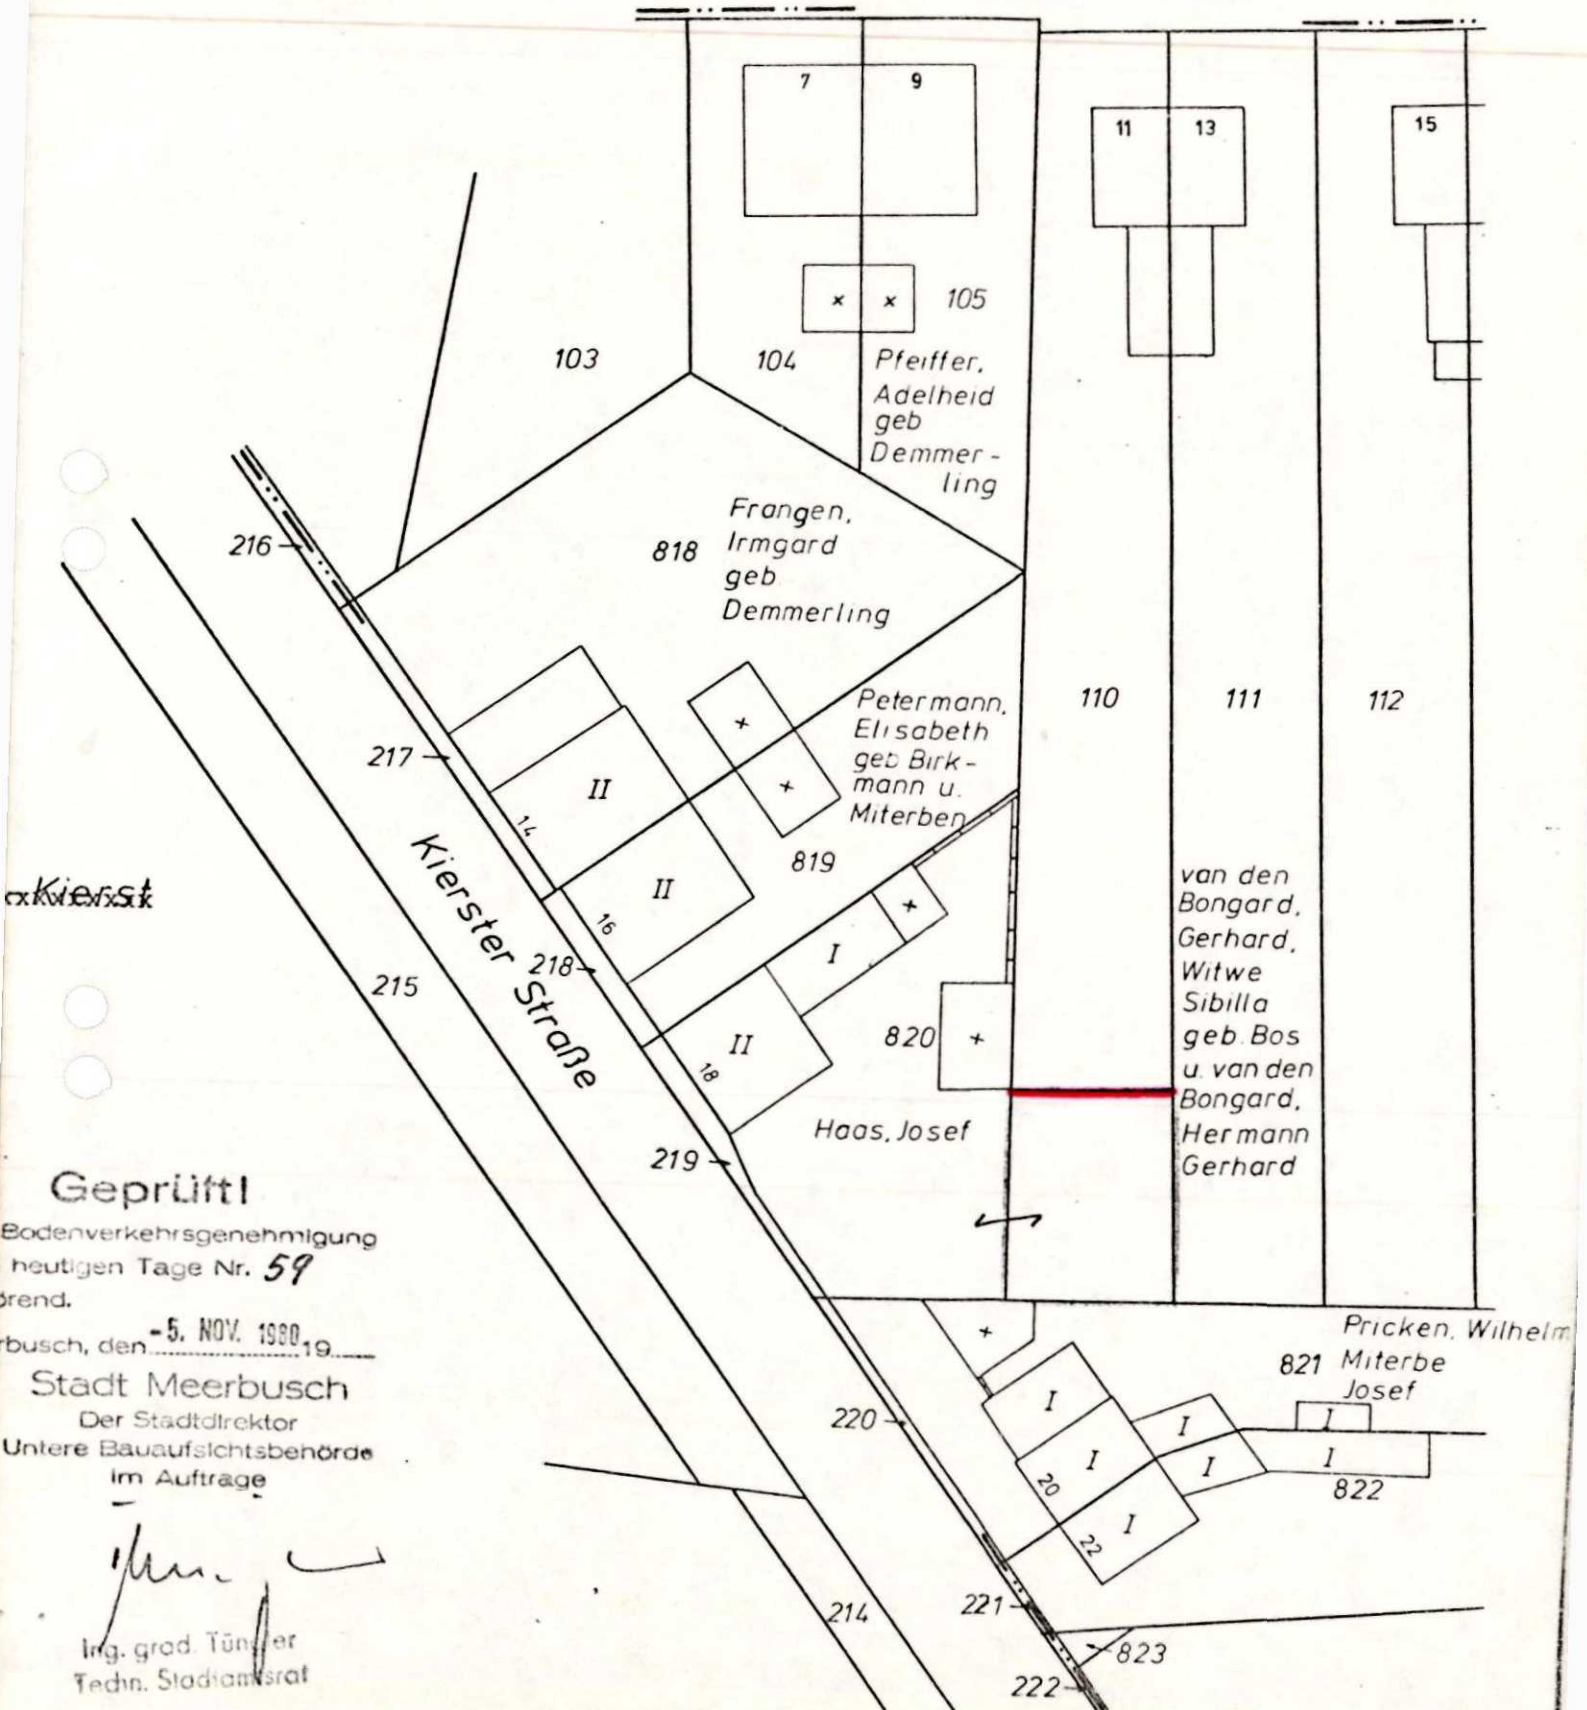 7 9
11 13 15
x x 105
103 104 Pfeiffer,
Adelheid
geb
Demmer-
ling
216
818
Frangen,
Irmgard
geb
Demmerling
217
II
14
+
+
Petermann,
Elisabeth
geb Birk-
mann u.
Miterben
110 111 112
819
II
16
Kierst
Kierster Straße
215
218
I
+
II
18
820
+
van den
Bongard,
Gerhard,
Witwe
Sibilla
geb. Bos
u. van den
Bongard,
Hermann
Gerhard
Haas, Josef
219
Geprüft!
Bodenverkehrsgenehmigung
heutigen Tage Nr. 59
örend.
rbusch, den -5. NOV. 1980 19
Stadt Meerbusch
Der Stadtdirektor
Untere Bauaufsichtsbehörde
Im Auftrage
Ing. grad. Tün er
Techn. Stadtamtsrat
+
Pricken, Wilhelm
821 Miterbe
Josef
220
I
I
20
I
I
I
I
822
I
22
214
221
823
222